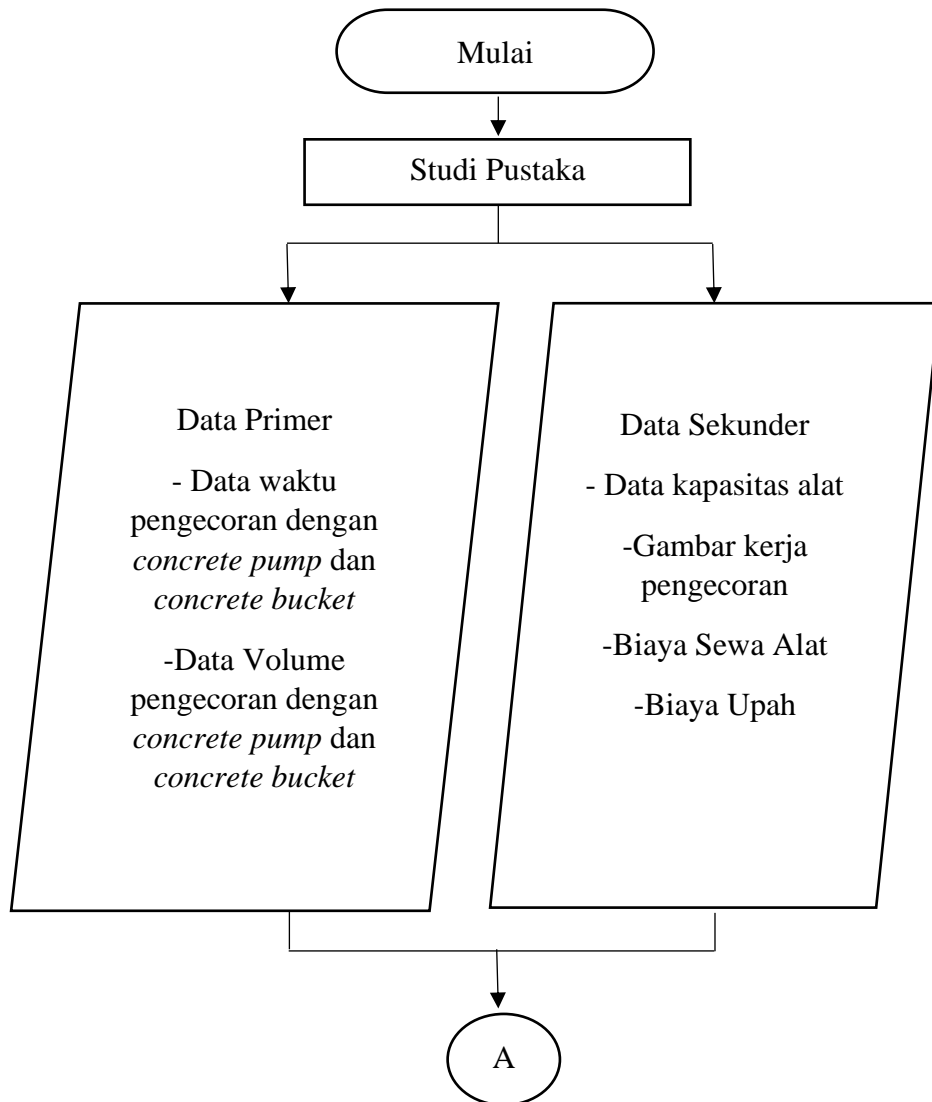 Mulai
Studi Pustaka
Data Primer
- Data waktu
pengecoran dengan
concrete pump dan
concrete bucket
-Data Volume
pengecoran dengan
concrete pump dan
concrete bucket
Data Sekunder
- Data kapasitas alat
-Gambar kerja
pengecoran
-Biaya Sewa Alat
-Biaya Upah
A